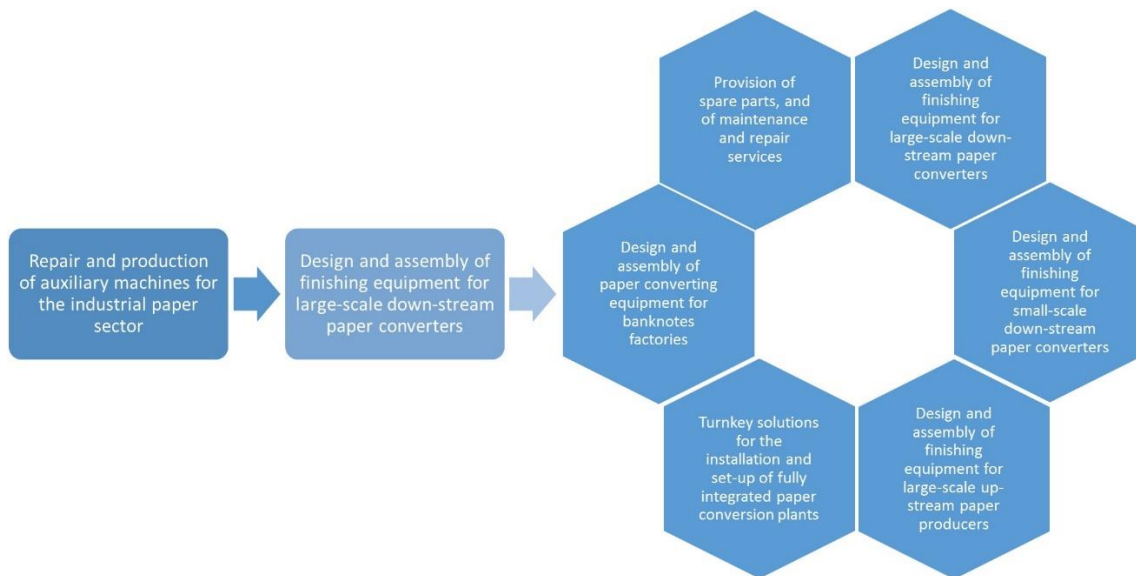 Repair and production
of auxiliary machines for
the industrial paper
sector
Design and assembly of
finishing equipment for
large-scale down-stream
paper converters
Provision of
spare parts, and
of maintenance
and repair
services
Design and
assembly of
finishing
equipment for
large-scale down-
stream paper
converters
Design and
assembly of
paper converting
equipment for
banknotes
factories
Design and
assembly of
finishing
equipment for
small-scale
down-stream
paper converters
Turnkey solutions
for the
installation and
set-up of fully
integrated paper
conversion plants
Design and
assembly of
finishing
equipment for
large-scale up-
stream paper
producers